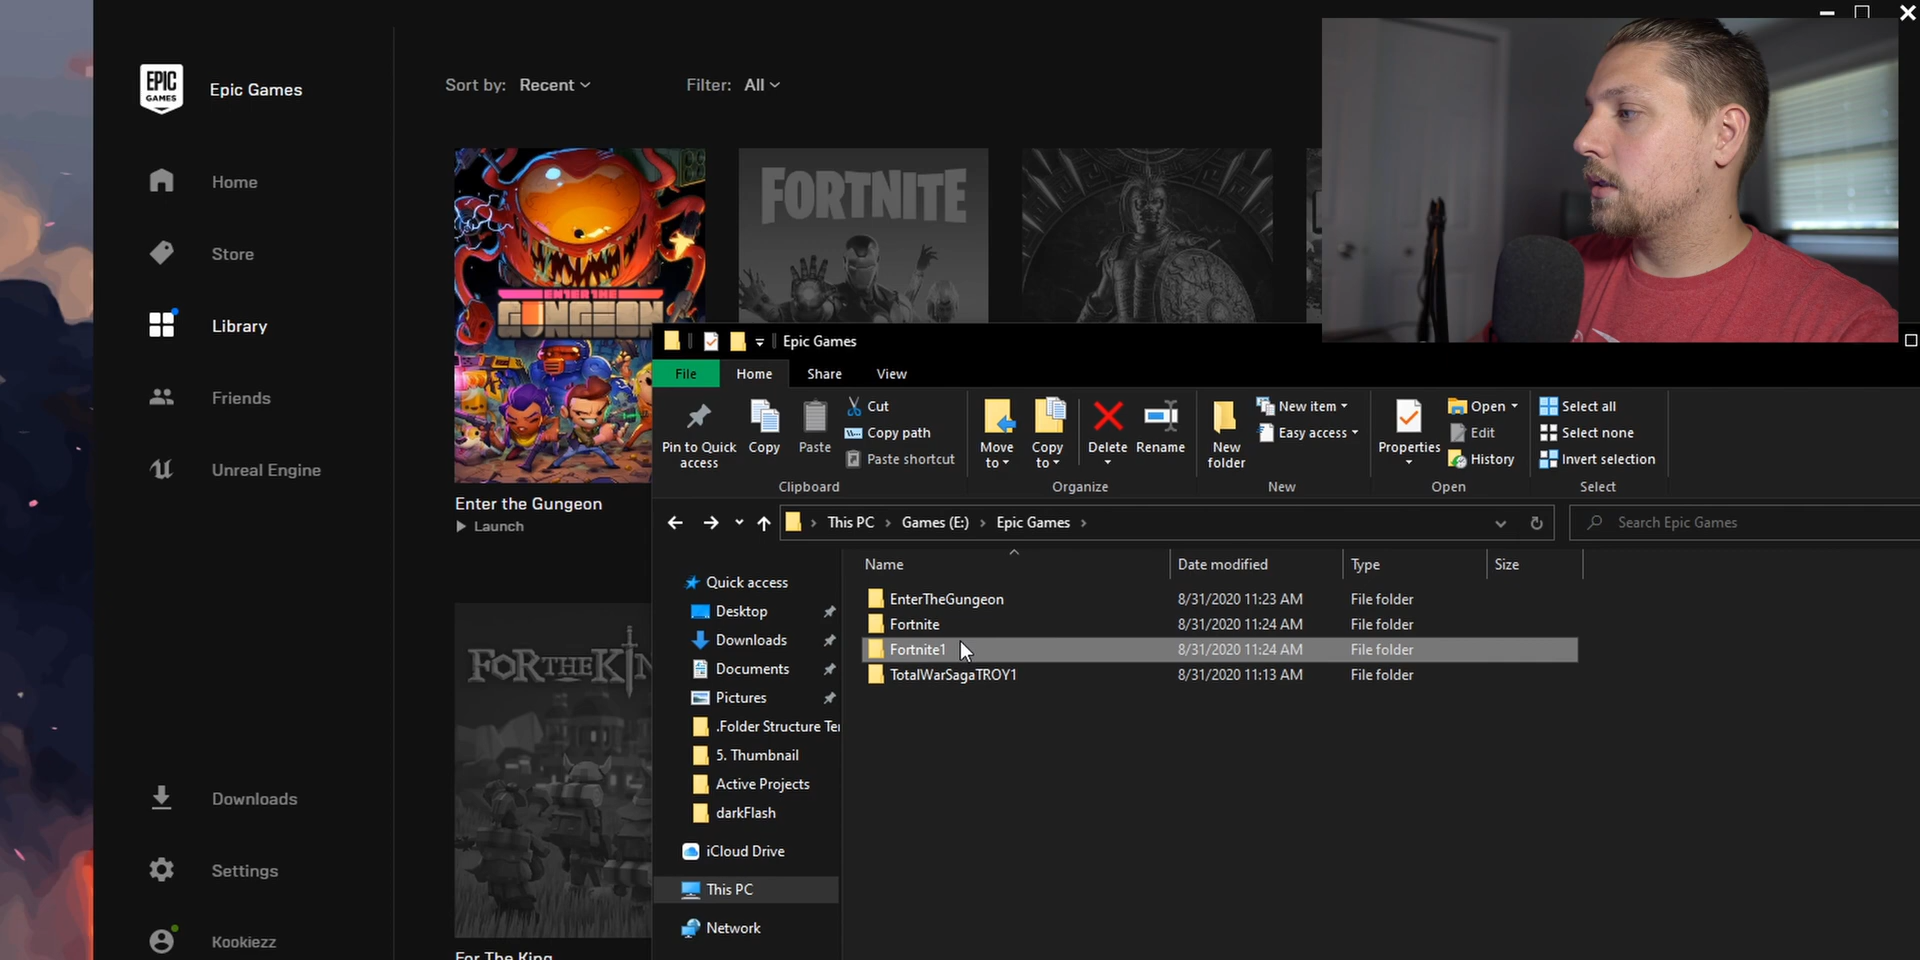 EPIC
GAMES
Epic Games
Home
Store
Library
Friends
Unreal Engine
Downloads
Settings
Kookiezz
Sort by: Recent
Filter: All
ENTER THE
GUNGEON
FORTNITE
Enter the Gungeon
Launch
FOR THE KIN
For The King
Epic Games
File Home Share View
Pin to Quick
access
Copy
Paste
Cut
Copy path
Paste shortcut
Clipboard
Move
to
Copy
to
Delete
Rename
Organize
New
folder
New item
Easy access
New
Properties
Open
Edit
History
Open
Select all
Select none
Invert selection
Select
This PC Games (E:) Epic Games
Search Epic Games
Quick access
Desktop
Downloads
Documents
Pictures
.Folder Structure Te
5. Thumbnail
Active Projects
darkFlash
iCloud Drive
This PC
Network
Name Date modified Type Size
EnterTheGungeon 8/31/2020 11:23 AM File folder
Fortnite 8/31/2020 11:24 AM File folder
Fortnite1 8/31/2020 11:24 AM File folder
TotalWarSagaTROY1 8/31/2020 11:13 AM File folder